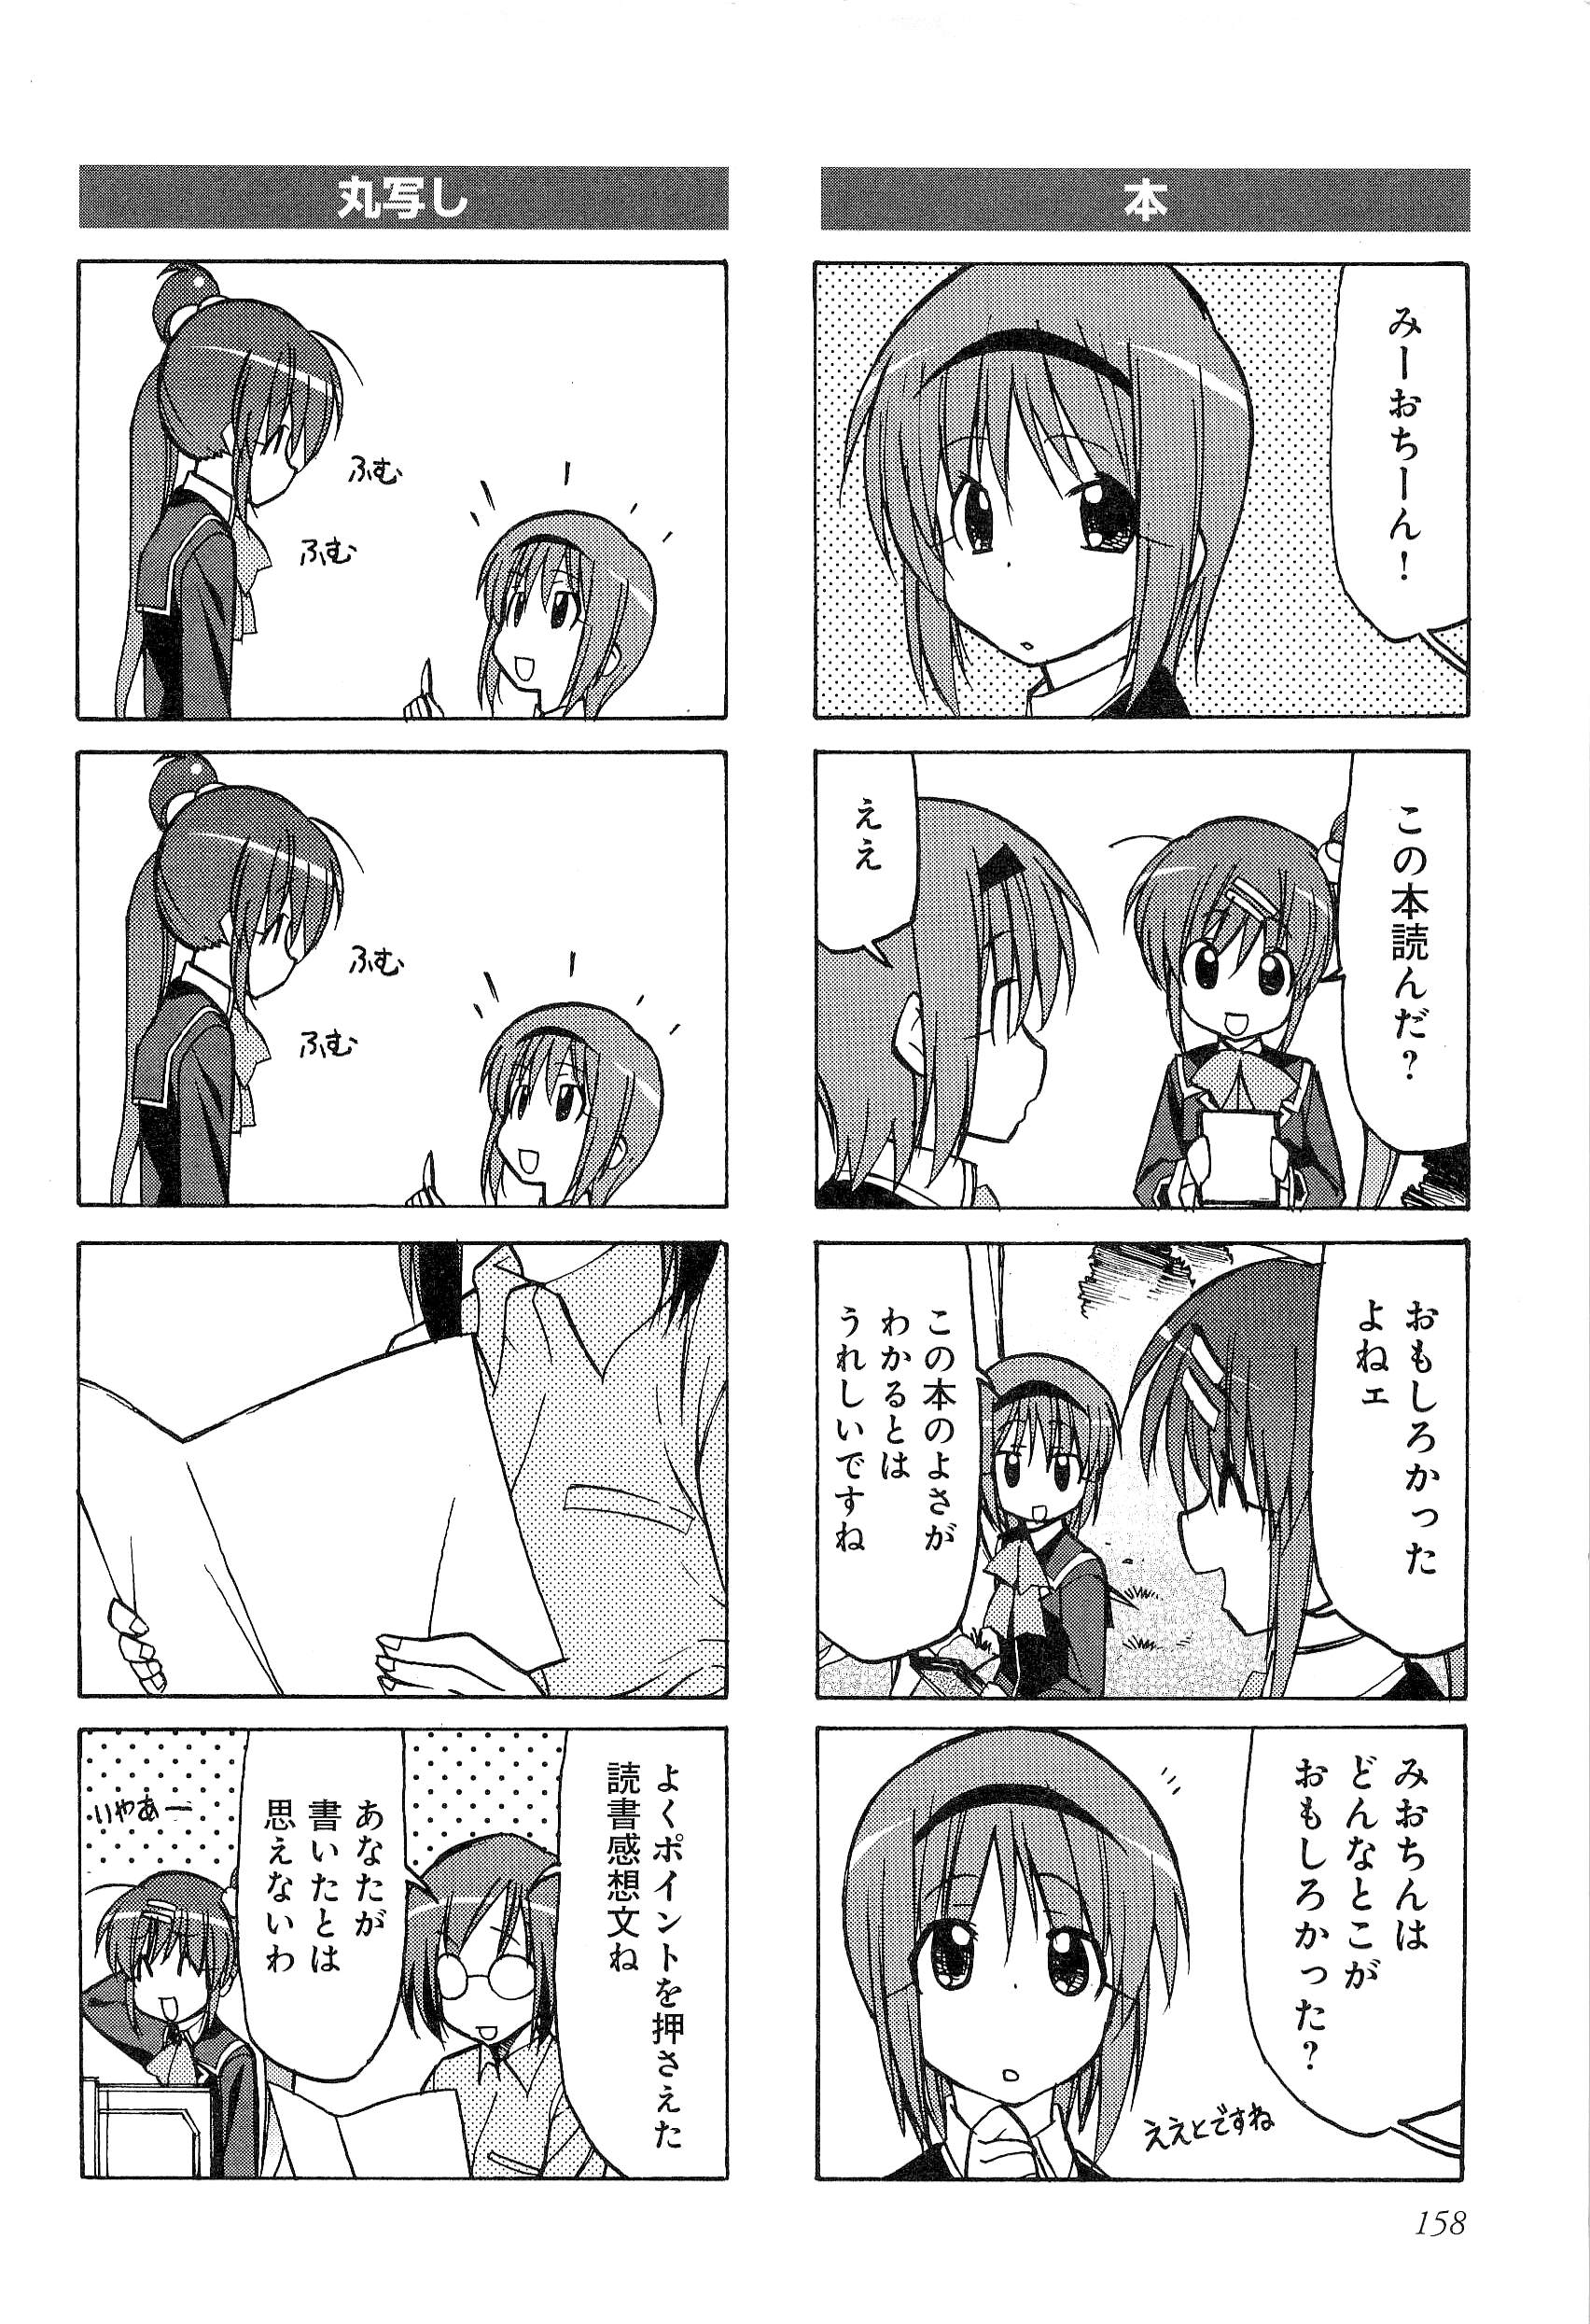 本
みーおちーん！
この本読んだ？
ええ
おもしろかった
よねェ
この本のよさが
わかるとは
うれしいですね
みおちんは
どんなとこが
おもしろかった？
ええとですね
丸写し
ふむ
ふむ
ふむ
ふむ
よくポイントを押さえた
読書感想文ね
あなたが
書いたとは
思えないわ
いやあー
158